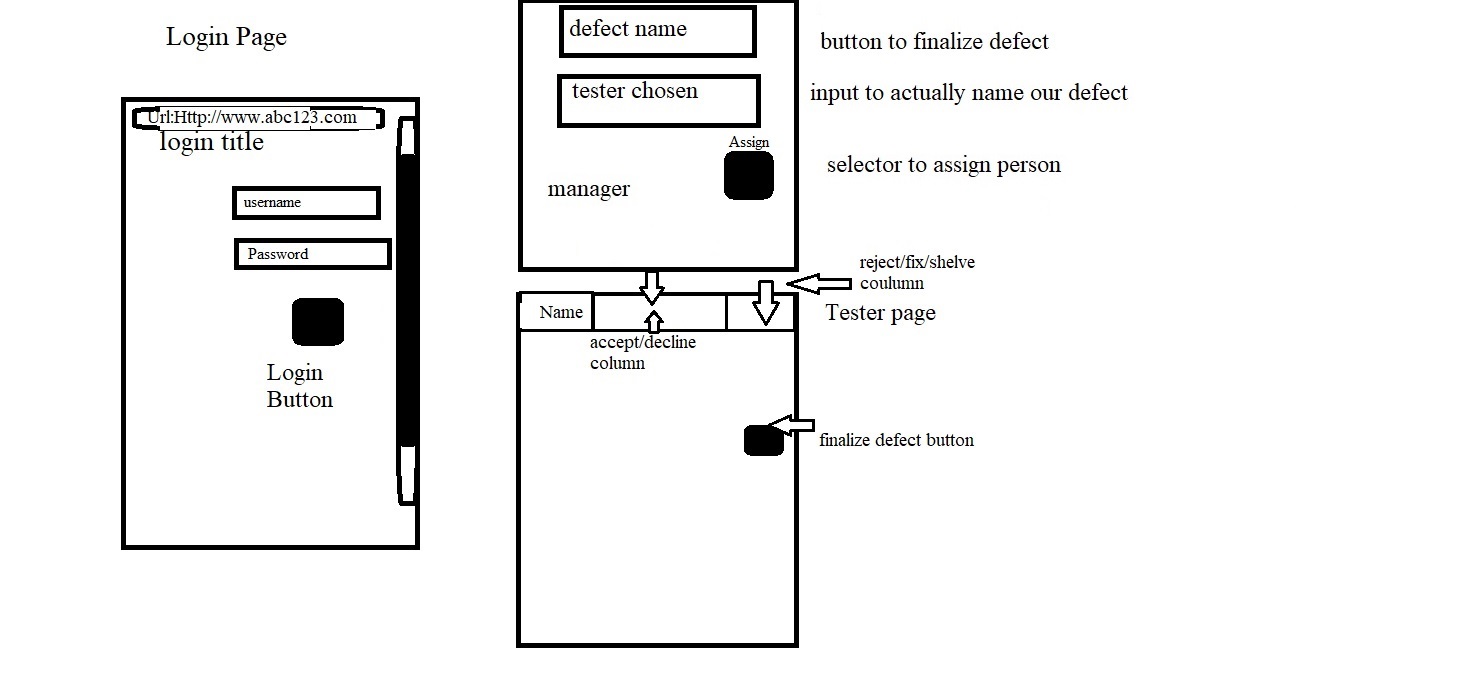 Login Page
Url:Http://www.abc123.com
login title
username
Password
Login
Button
defect name
tester chosen
Assign
manager
button to finalize defect
input to actually name our defect
selector to assign person
reject/fix/shelve
coulumn
Name
Tester page
accept/decline
column
finalize defect button